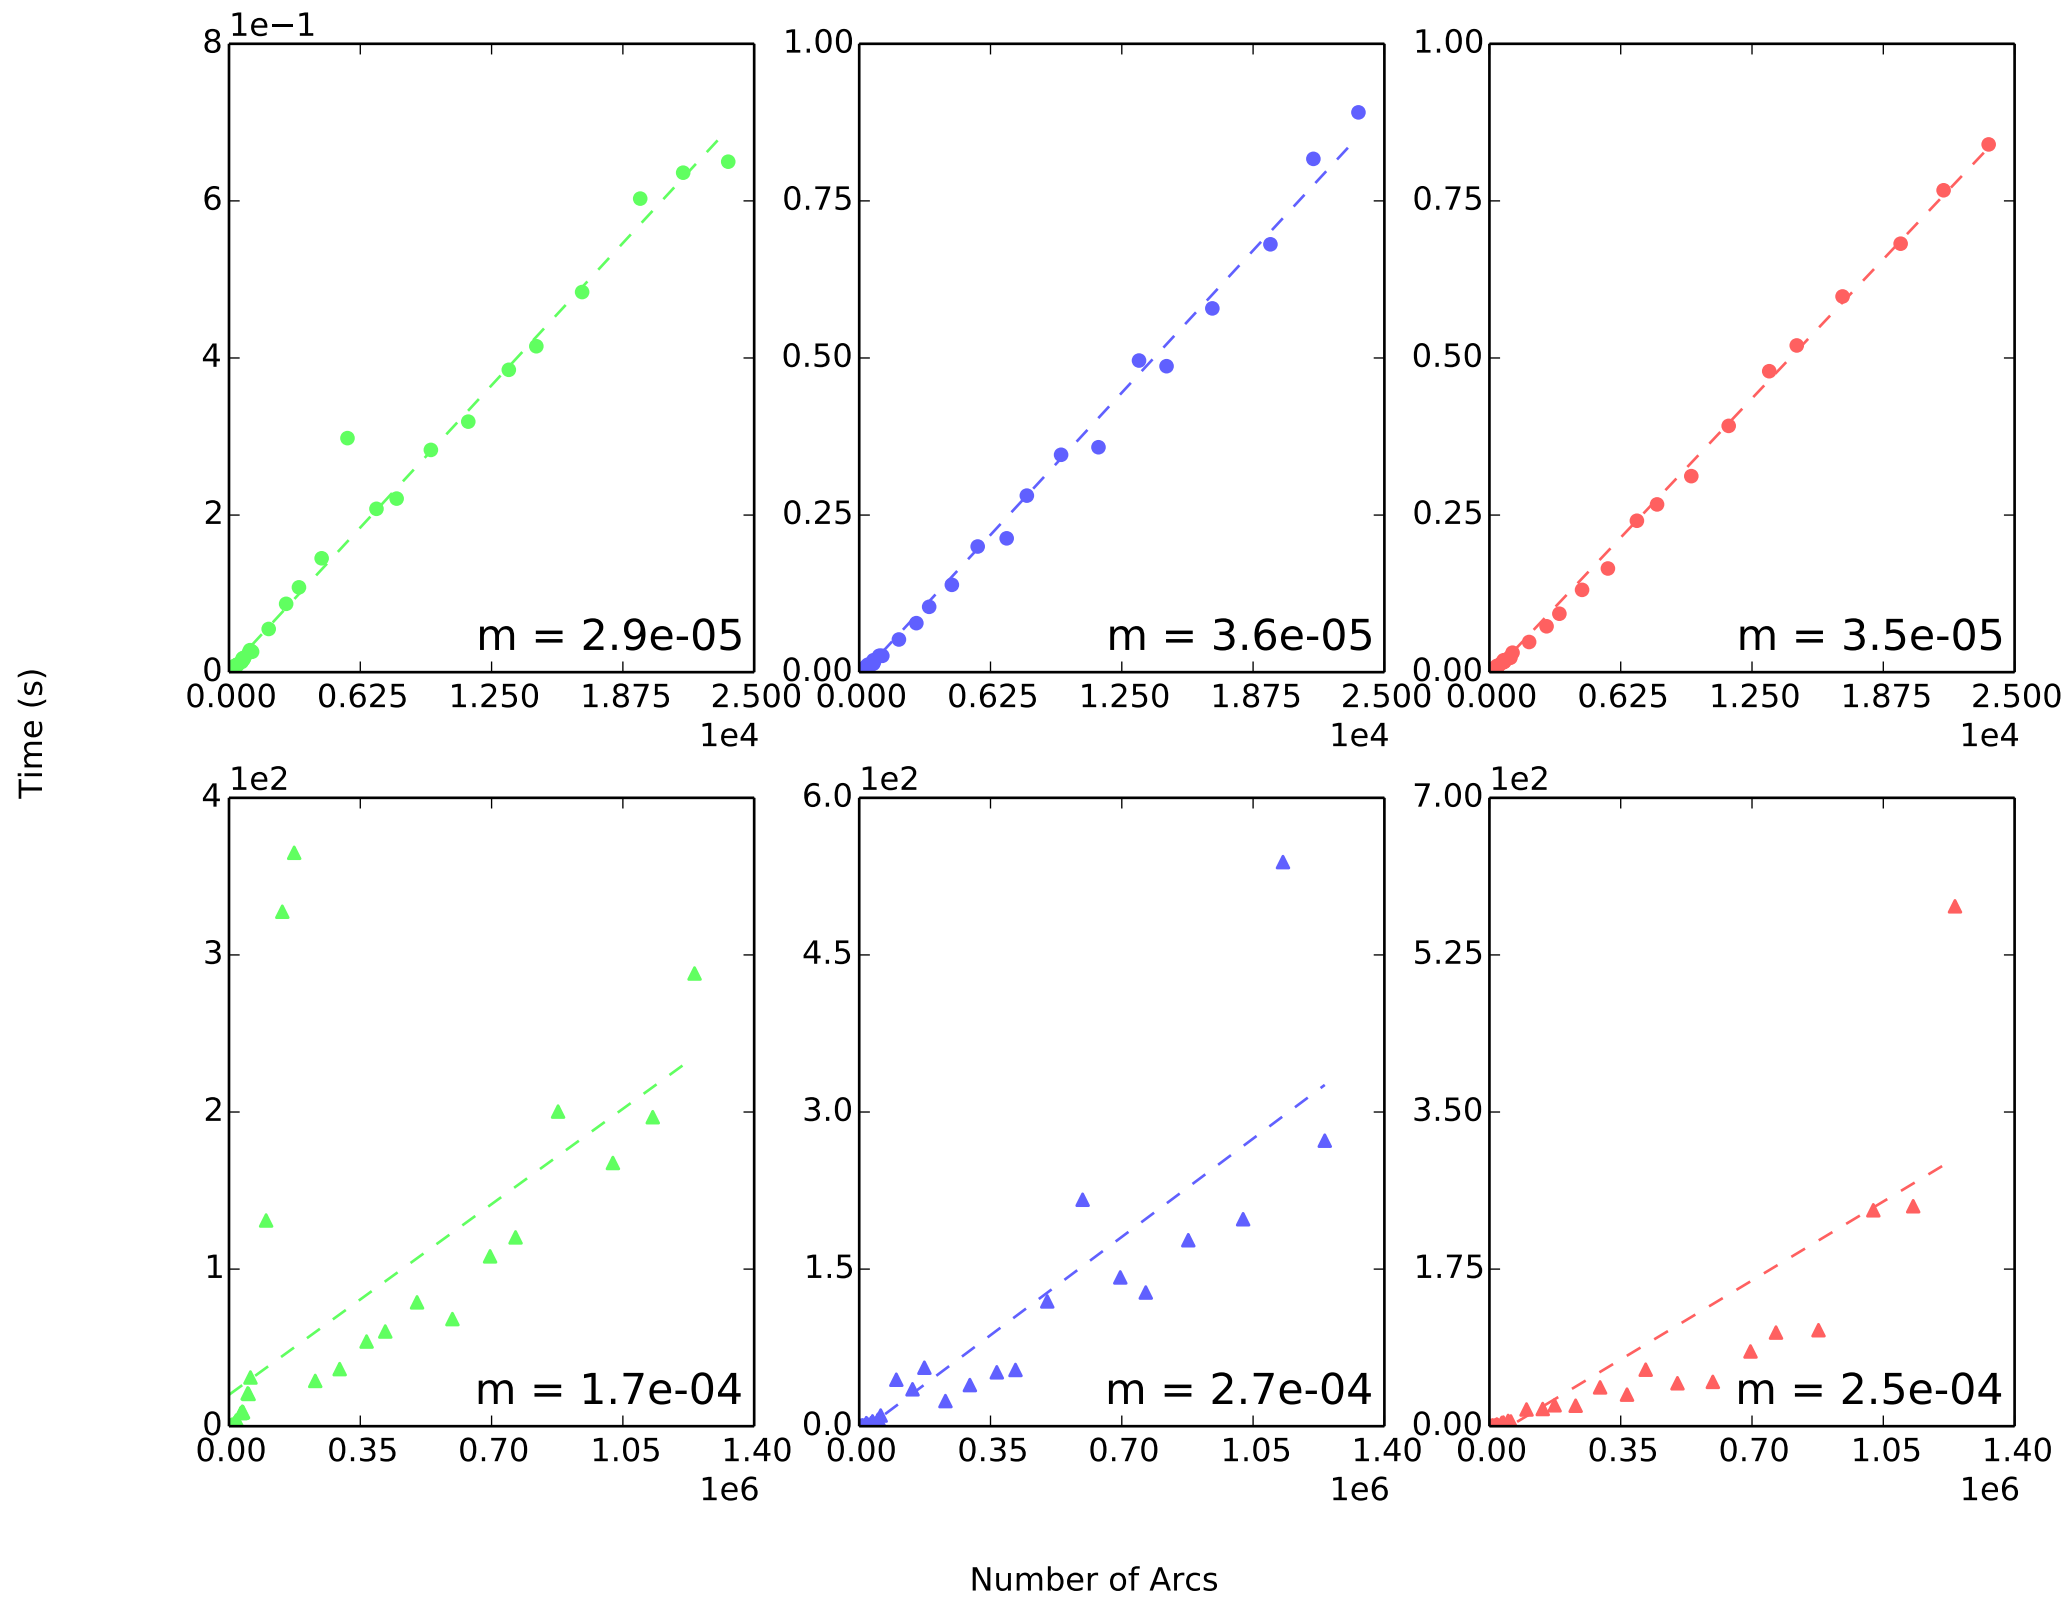 1e−1
8
6
4
2
0
0.000 0.625 1.250 1.875 2.500
1e4
m = 2.9e-05
1.00
0.75
0.50
0.25
0.00
0.000 0.625 1.250 1.875 2.500
1e4
m = 3.6e-05
1.00
0.75
0.50
0.25
0.00
0.000 0.625 1.250 1.875 2.500
1e4
m = 3.5e-05
Time (s)
1e2
4
3
2
1
0
0.00 0.35 0.70 1.05 1.40
1e6
m = 1.7e-04
1e2
6.0
4.5
3.0
1.5
0.0
0.00 0.35 0.70 1.05 1.40
1e6
m = 2.7e-04
1e2
7.00
5.25
3.50
1.75
0.00
0.00 0.35 0.70 1.05 1.40
1e6
m = 2.5e-04
Number of Arcs